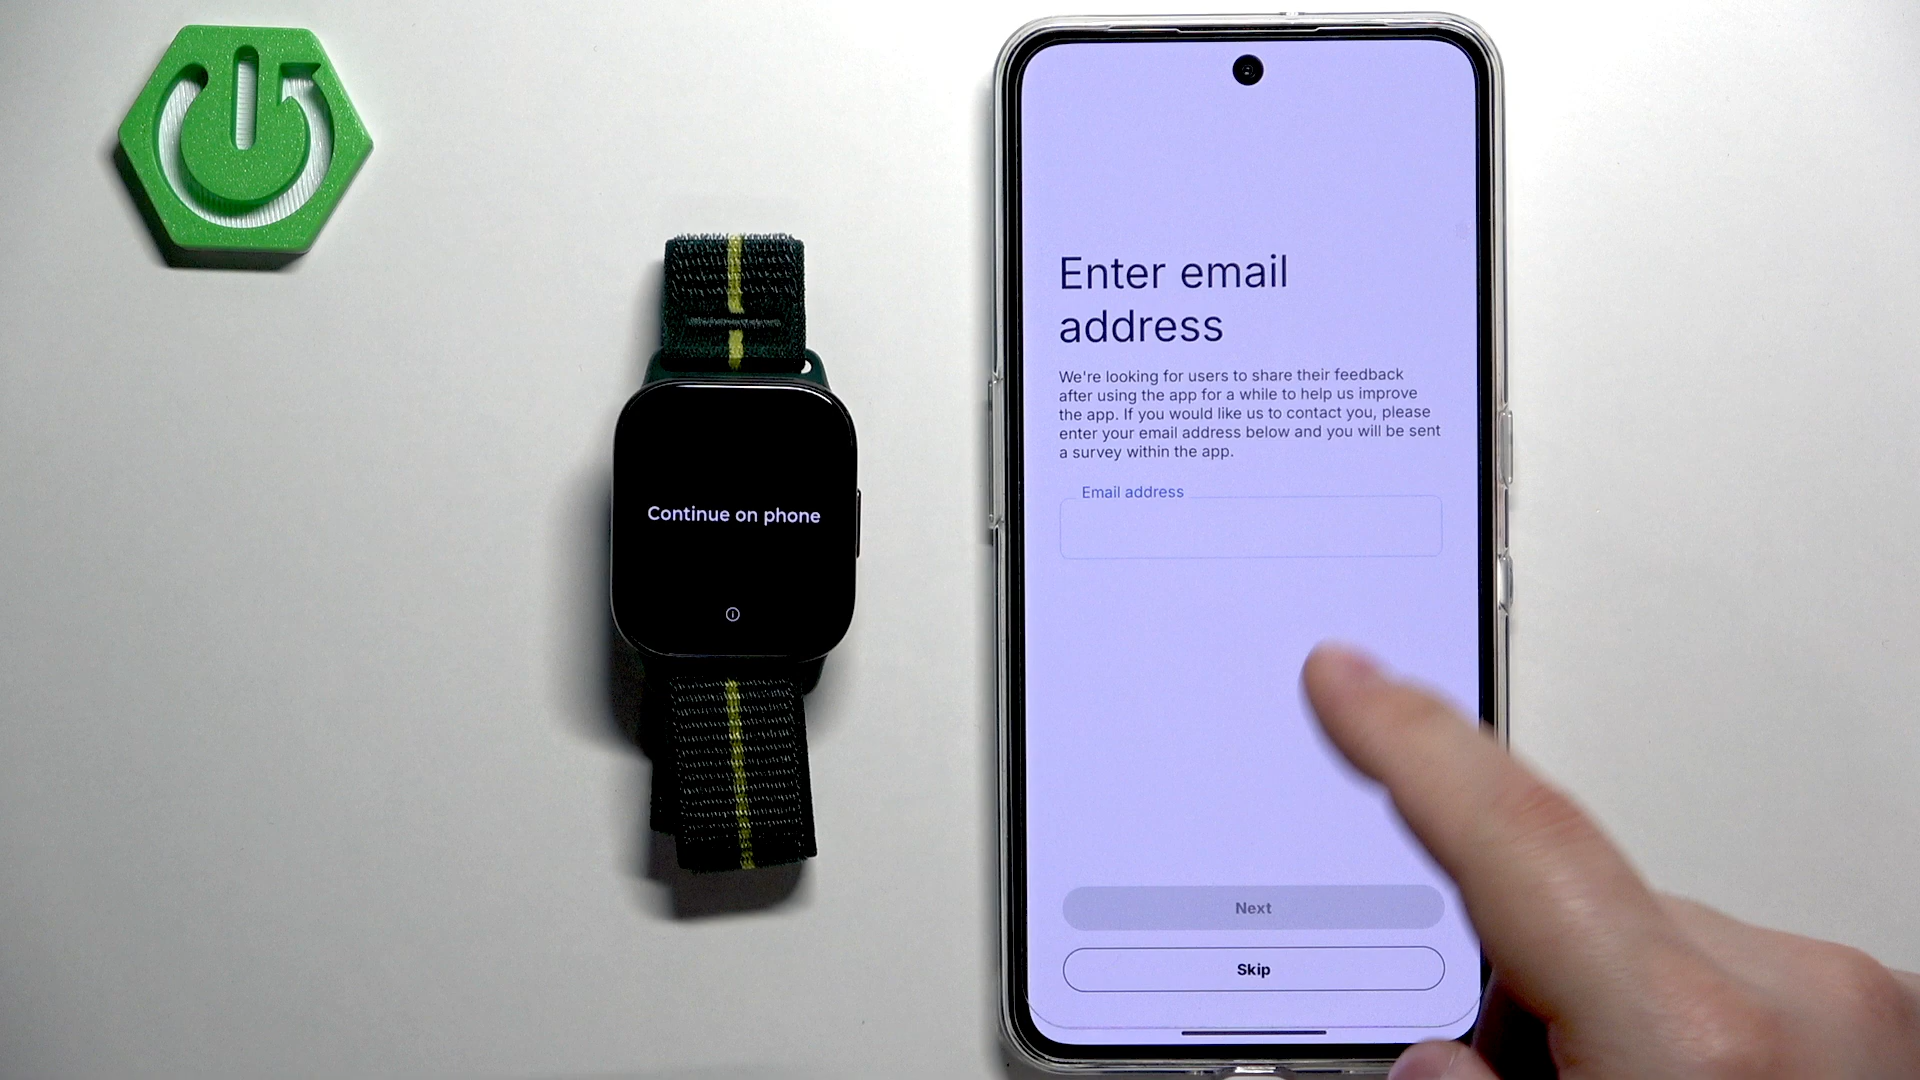 Continue on phone
Enter email
address
We're looking for users to share their feedback
after using the app for a while to help us improve
the app. If you would like us to contact you, please
enter your email address below and you will be sent
a survey within the app.
Email address
Next
Skip